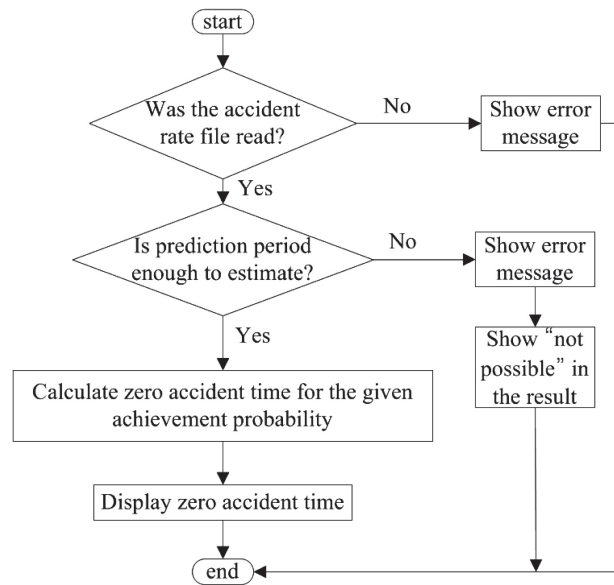 start
Was the accident
rate file read?
No
Show error
message
Yes
Is prediction period
enough to estimate?
No
Show error
message
Yes
Show “not
possible” in
the result
Calculate zero accident time for the given
achievement probability
Display zero accident time
end